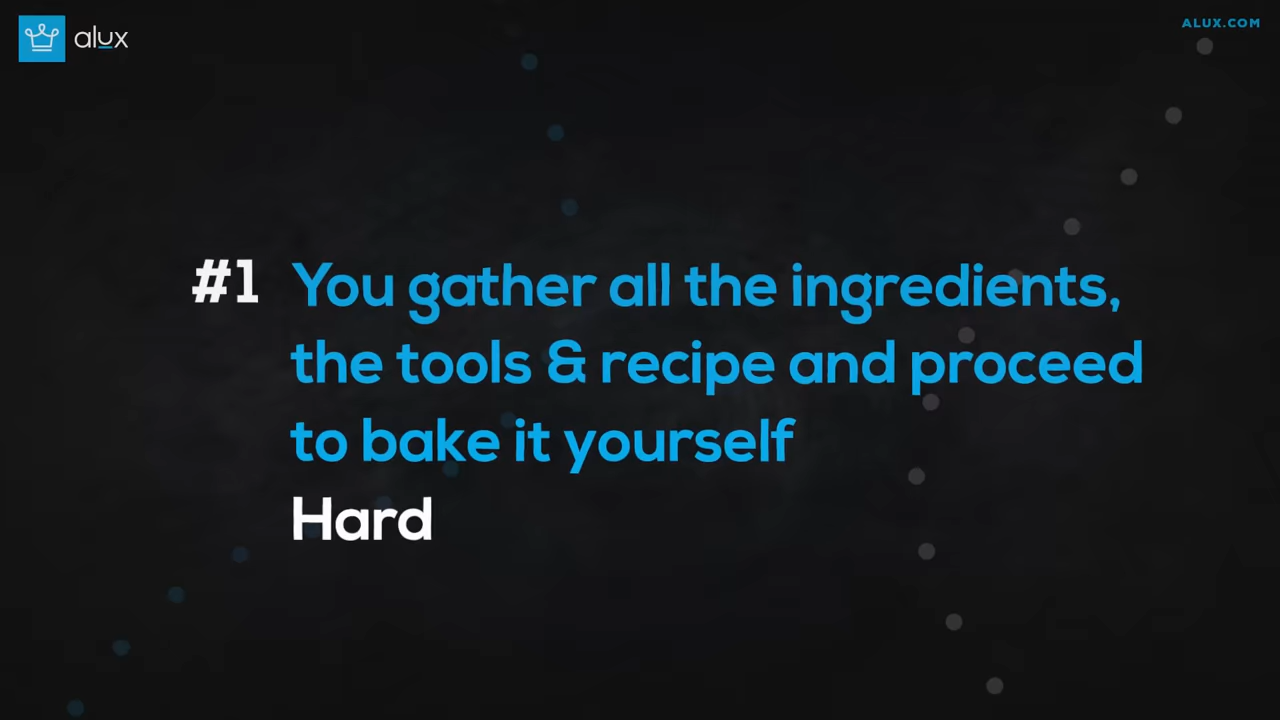 alux
ALUX.COM
#1 You gather all the ingredients,
the tools & recipe and proceed
to bake it yourself
Hard